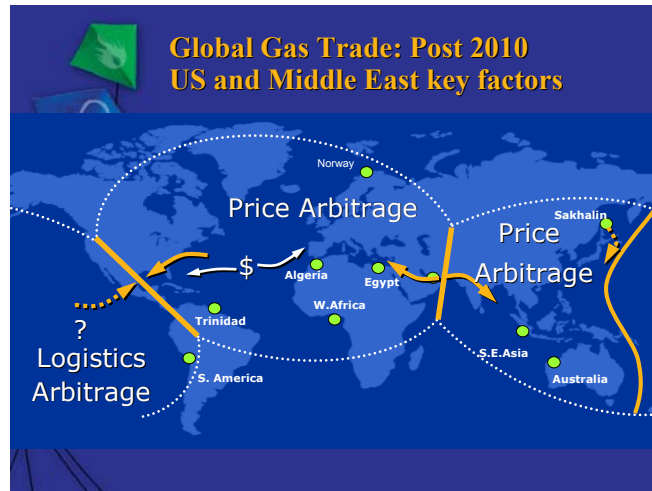 Global Gas Trade: Post 2010
US and Middle East key factors
Norway
Price Arbitrage
Sakhalin
Price
Arbitrage
$
Algeria
Egypt
W.Africa
Trinidad
?
Logistics
Arbitrage
S. America
S.E.Asia
Australia